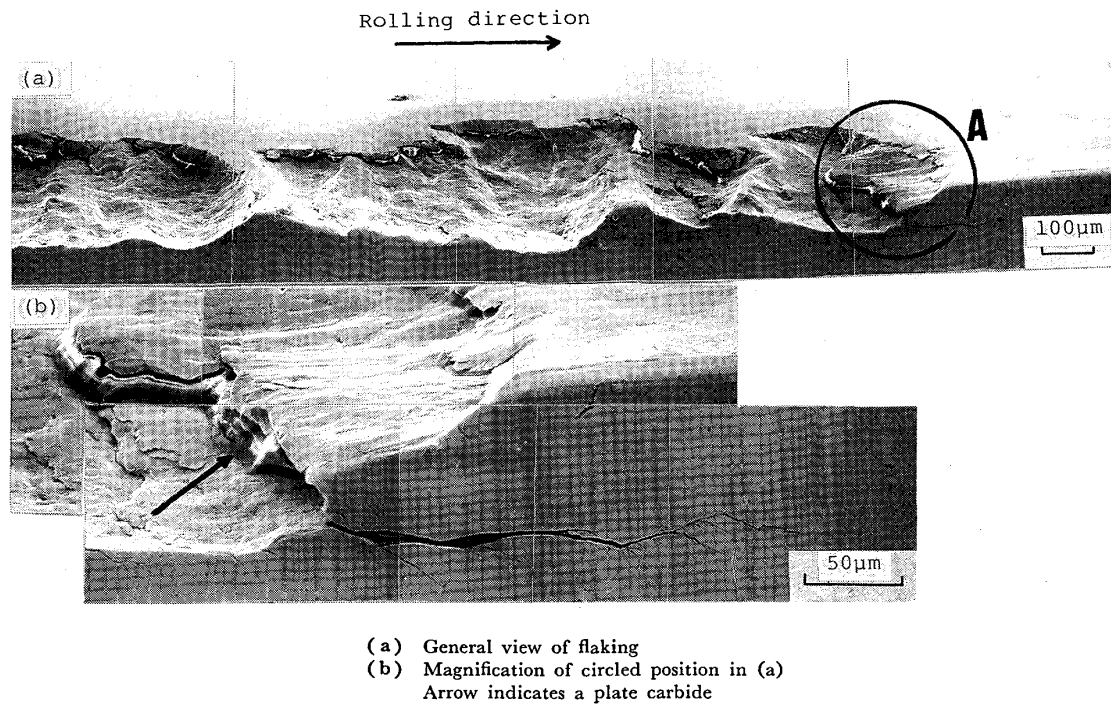 Rolling direction
(a)
A
100μm
(b)
50μm
(a) General view of flaking
(b) Magnification of circled position in (a)
Arrow indicates a plate carbide